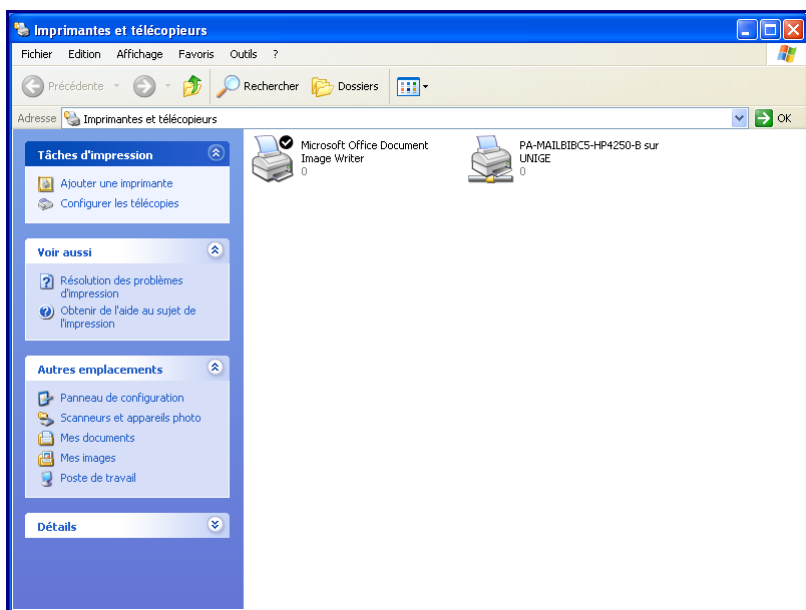 Imprimantes et télécopieurs
Fichier Edition Affichage Favoris Outils ?
Précédente Rechercher Dossiers
Adresse Imprimantes et télécopieurs OK
Tâches d'impression
Ajouter une imprimante
Configurer les télécopies
Voir aussi
Résolution des problèmes
d'impression
Obtenir de l'aide au sujet de
l'impression
Autres emplacements
Panneau de configuration
Scanneurs et appareils photo
Mes documents
Mes images
Poste de travail
Détails
Microsoft Office Document
Image Writer
0
PA-MAILBIBC5-HP4250-B sur
UNIGE
0